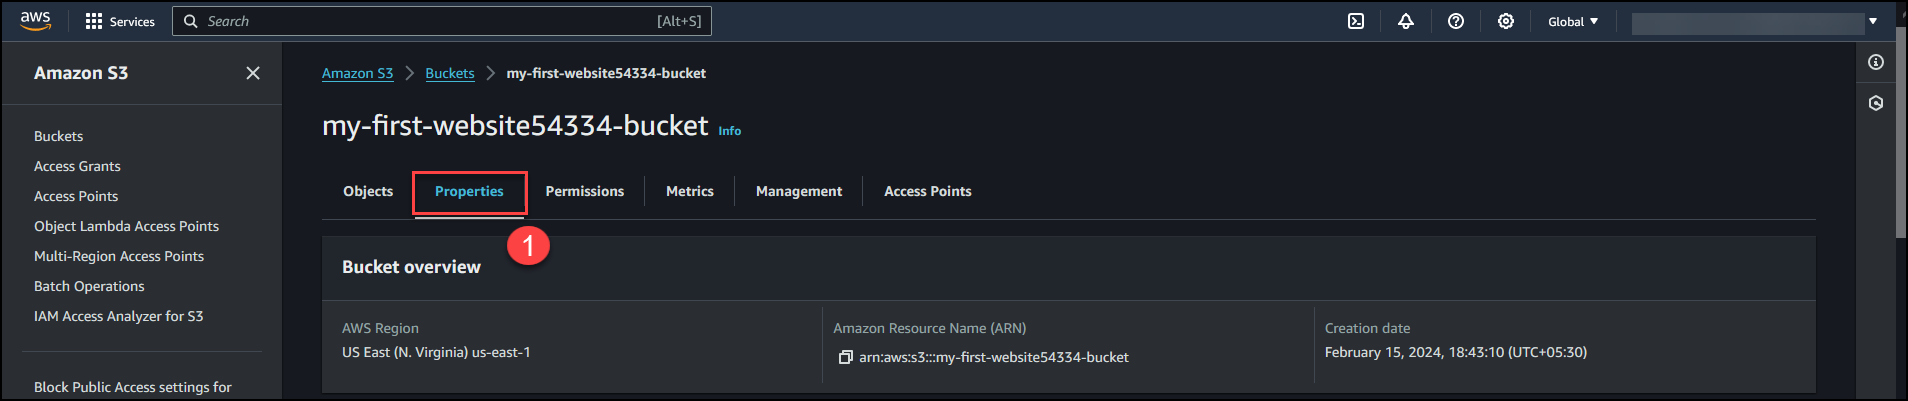 aws
Services
Search
[Alt+S]
Global
Amazon S3
Buckets
Access Grants
Access Points
Object Lambda Access Points
Multi-Region Access Points
Batch Operations
IAM Access Analyzer for S3
Block Public Access settings for
Amazon S3 > Buckets > my-first-website54334-bucket
my-first-website54334-bucket Info
Objects
Properties
Permissions
Metrics
Management
Access Points
1
Bucket overview
AWS Region
US East (N. Virginia) us-east-1
Amazon Resource Name (ARN)
arn:aws:s3:::my-first-website54334-bucket
Creation date
February 15, 2024, 18:43:10 (UTC+05:30)